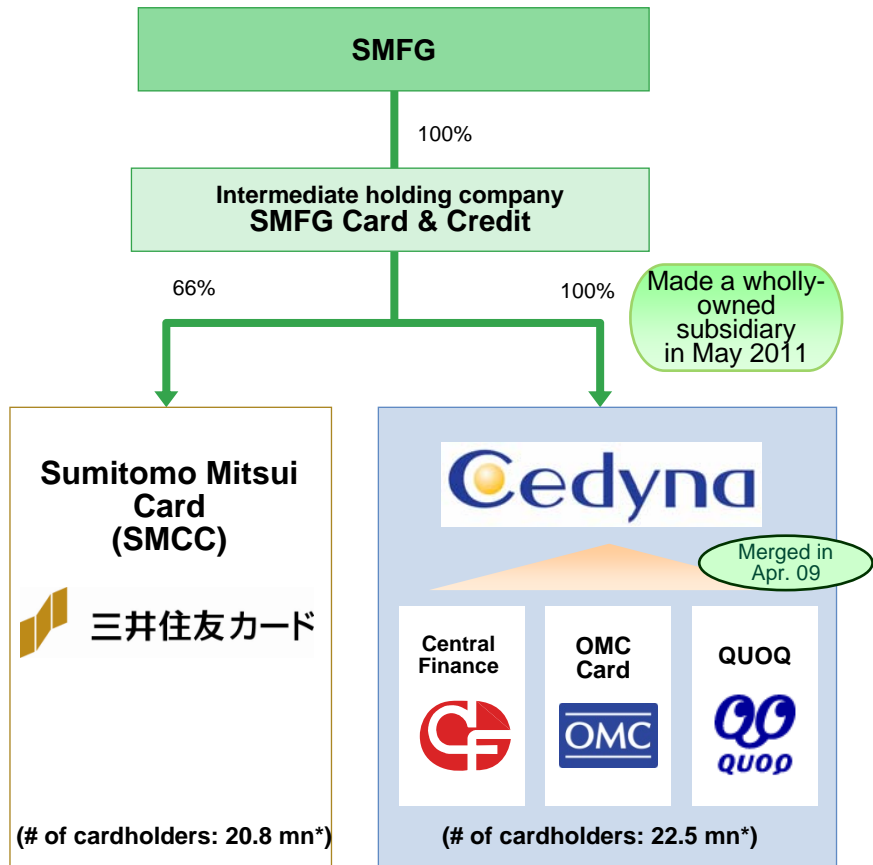 SMFG
100%
Intermediate holding company
SMFG Card & Credit
66%
100%
Made a wholly-
owned
subsidiary
in May 2011
Sumitomo Mitsui
Card
(SMCC)
三井住友カード
(# of cardholders: 20.8 mn*)
Cedyna
Merged in
Apr. 09
Central
Finance
CF
OMC
Card
OMC
QUOQ
QUOQ
(# of cardholders: 22.5 mn*)